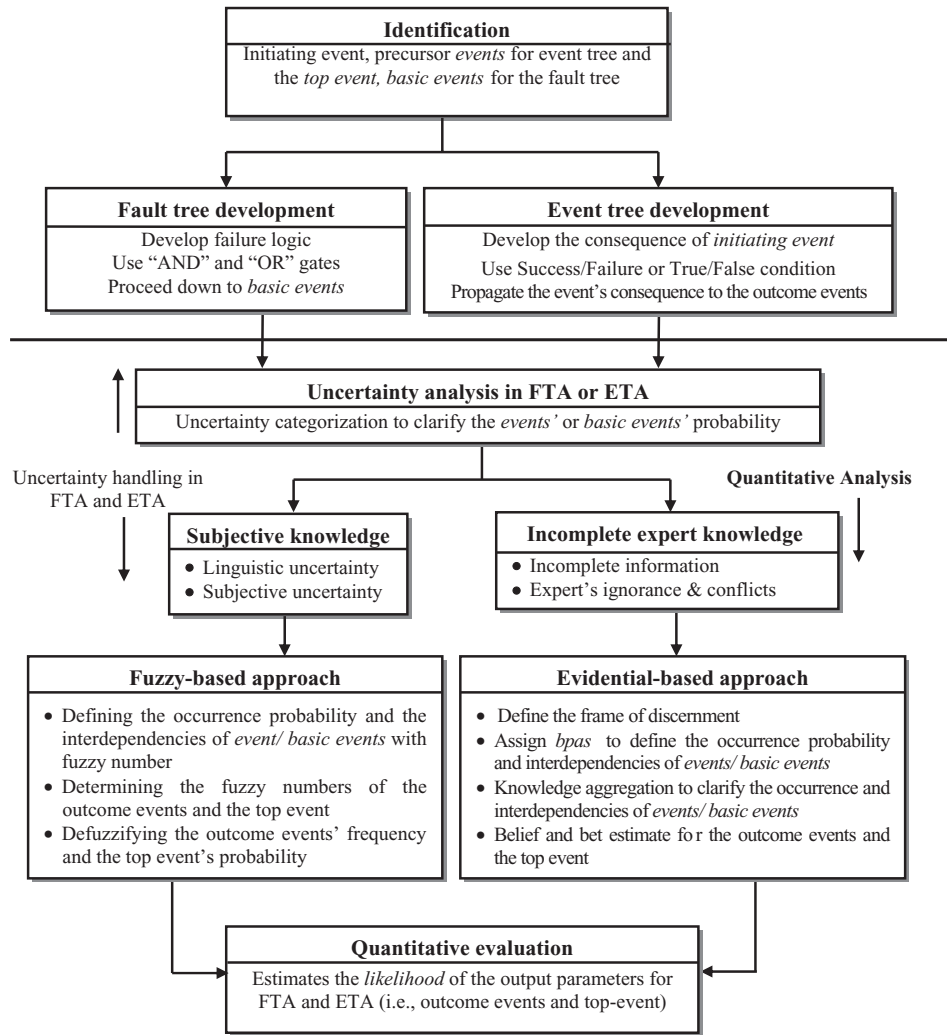 Identification
Initiating event, precursor events for event tree and
the top event, basic events for the fault tree
Fault tree development
Develop failure logic
Use “AND” and “OR” gates
Proceed down to basic events
Event tree development
Develop the consequence of initiating event
Use Success/Failure or True/False condition
Propagate the event’s consequence to the outcome events
Uncertainty analysis in FTA or ETA
Uncertainty categorization to clarify the events’ or basic events’ probability
Uncertainty handling in
FTA and ETA
Quantitative Analysis
Subjective knowledge
• Linguistic uncertainty
• Subjective uncertainty
Incomplete expert knowledge
• Incomplete information
• Expert’s ignorance & conflicts
Fuzzy-based approach
• Defining the occurrence probability and the
interdependencies of event/ basic events with
fuzzy number
• Determining the fuzzy numbers of the
outcome events and the top event
• Defuzzifying the outcome events’ frequency
and the top event’s probability
Evidential-based approach
• Define the frame of discernment
• Assign bpas to define the occurrence probability
and interdependencies of events/ basic events
• Knowledge aggregation to clarify the occurrence and
interdependencies of events/ basic events
• Belief and bet estimate for the outcome events and
the top event
Quantitative evaluation
Estimates the likelihood of the output parameters for
FTA and ETA (i.e., outcome events and top-event)